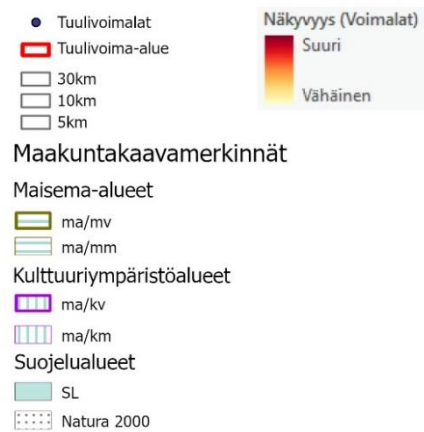 Tuulivoimalat
Tuulivoima-alue
30km
10km
5km
Maakuntakaavamerkinnät
Maisema-alueet
ma/mv
ma/mm
Kulttuuriympäristöalueet
ma/kv
ma/km
Suojelualueet
SL
Natura 2000
Näkyvyys (Voimalat)
Suuri
Vähäinen